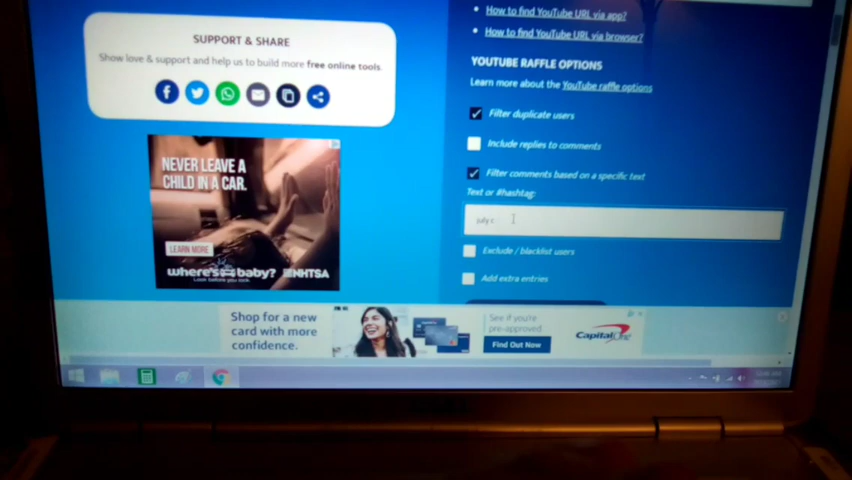 SUPPORT & SHARE
Show love & support and help us to build more free online tools.
NEVER LEAVE A
CHILD IN A CAR.
LEARN MORE
where's baby? NHTSA
Look before you lock.
How to find YouTube URL via app?
How to find YouTube URL via browser?
YOUTUBE RAFFLE OPTIONS
Learn more about the YouTube raffle options
Filter duplicate users
Include replies to comments
Filter comments based on a specific text
Text or #hashtag:
Exclude / blacklist users
Add extra entries
Shop for a new
card with more
confidence.
See if you're
pre-approved
Find Out Now
Capital One